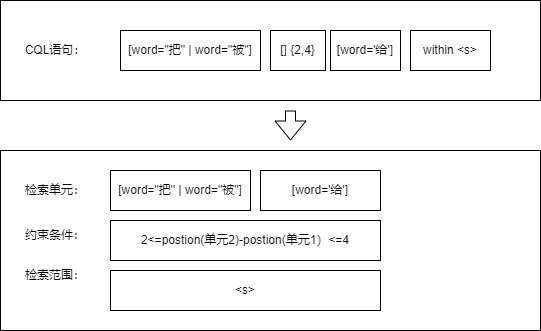 CQL语句： [word="把" | word="被"] [] {2,4} [word='给'] within <s>
检索单元： [word="把" | word="被"] [word='给']
约束条件： 2<=postion(单元2)-postion(单元1）<=4
检索范围： <s>